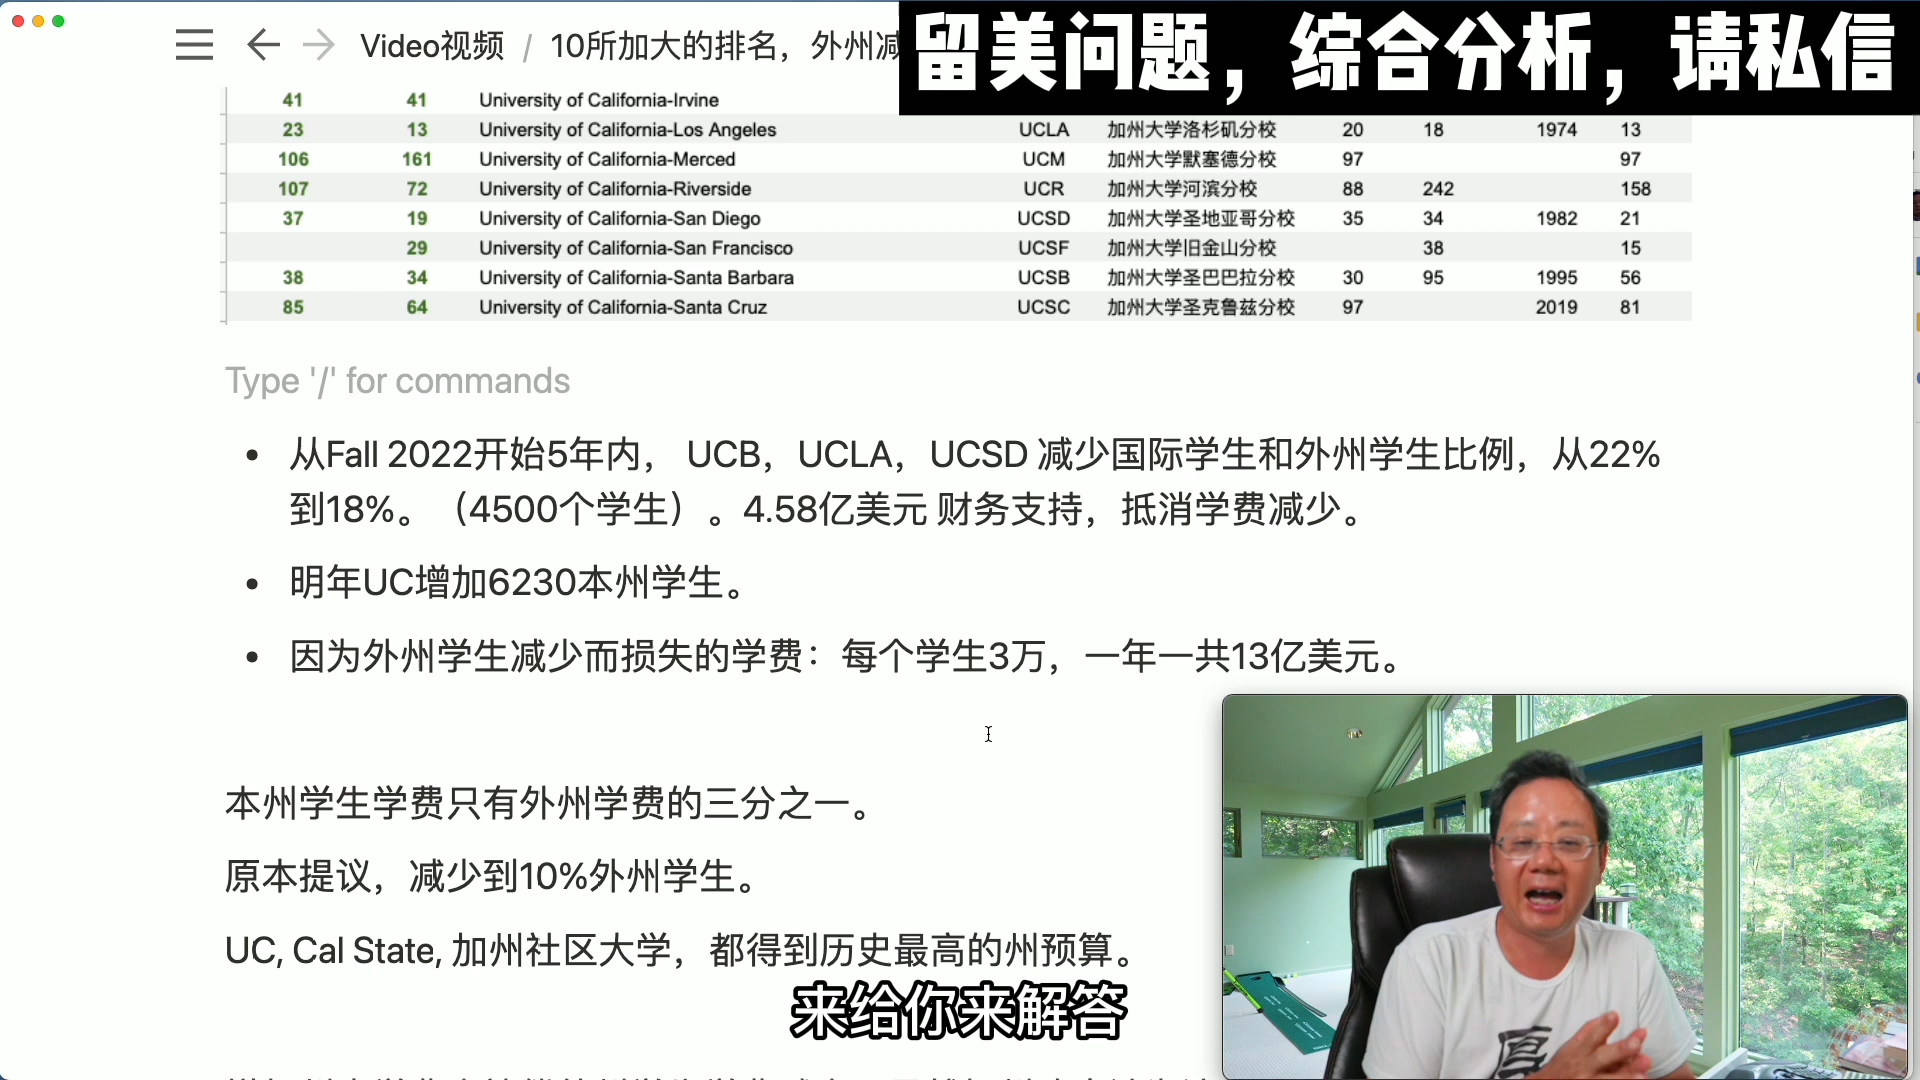 Video视频 / 10所加大的排名，外州减
留美问题，综合分析，请私信
41 41 University of California-Irvine
23 13 University of California-Los Angeles UCLA 加州大学洛杉矶分校 20 18 1974 13
106 161 University of California-Merced UCM 加州大学默塞德分校 97 97
107 72 University of California-Riverside UCR 加州大学河滨分校 88 242 158
37 19 University of California-San Diego UCSD 加州大学圣地亚哥分校 35 34 1982 21
29 University of California-San Francisco UCSF 加州大学旧金山分校 38 15
38 34 University of California-Santa Barbara UCSB 加州大学圣巴巴拉分校 30 95 1995 56
85 64 University of California-Santa Cruz UCSC 加州大学圣克鲁兹分校 97 2019 81
Type '/' for commands
• 从Fall 2022开始5年内， UCB，UCLA，UCSD 减少国际学生和外州学生比例，从22%
到18%。（4500个学生）。4.58亿美元 财务支持，抵消学费减少。
• 明年UC增加6230本州学生。
• 因为外州学生减少而损失的学费：每个学生3万，一年一共13亿美元。
本州学生学费只有外州学费的三分之一。
原本提议，减少到10%外州学生。
UC, Cal State, 加州社区大学，都得到历史最高的州预算。
来给你来解答